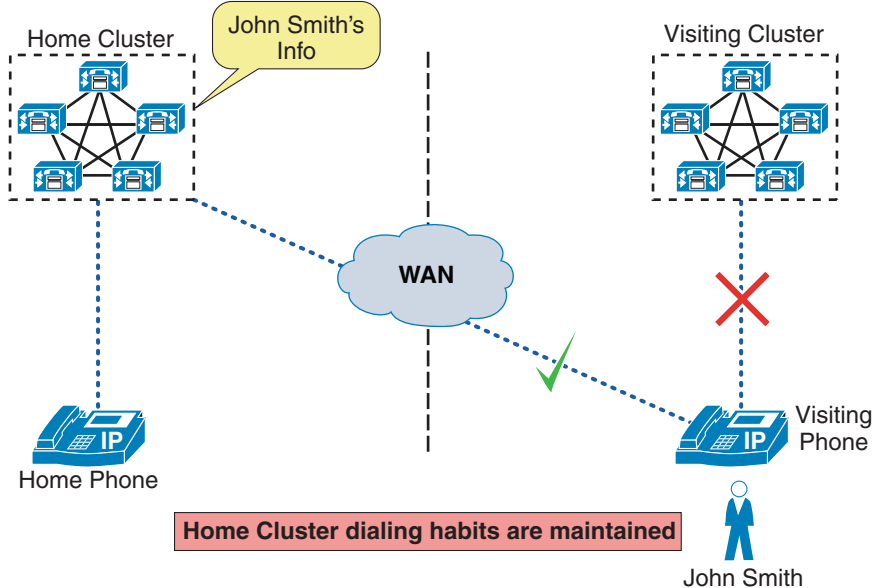 Home Cluster
John Smith's
Info
Visiting Cluster
WAN
IP
Home Phone
IP
Visiting
Phone
Home Cluster dialing habits are maintained
John Smith